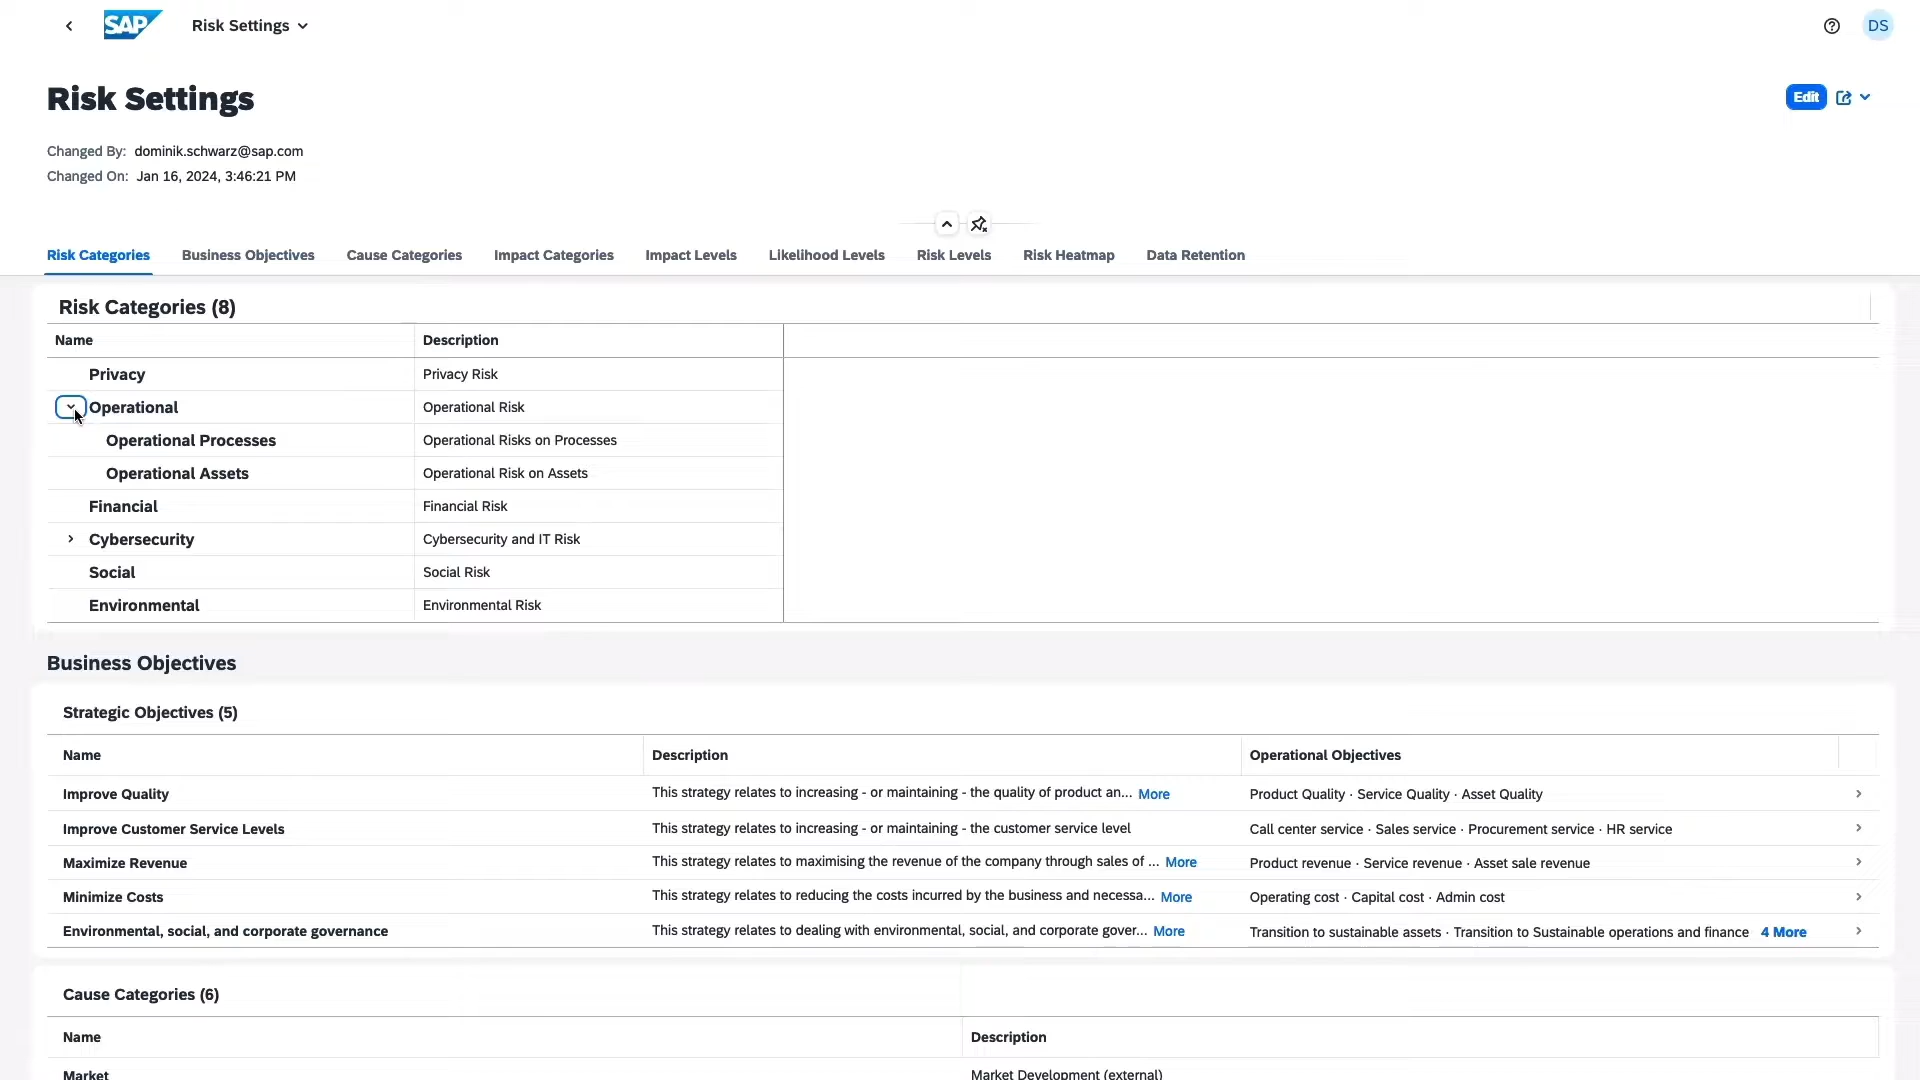 SAP Risk Settings DS
Risk Settings Edit
Changed By: dominik.schwarz@sap.com
Changed On: Jan 16, 2024, 3:46:21 PM
Risk Categories Business Objectives Cause Categories Impact Categories Impact Levels Likelihood Levels Risk Levels Risk Heatmap Data Retention
Risk Categories (8)
Name Description
Privacy Privacy Risk
Operational Operational Risk
Operational Processes Operational Risks on Processes
Operational Assets Operational Risk on Assets
Financial Financial Risk
Cybersecurity Cybersecurity and IT Risk
Social Social Risk
Environmental Environmental Risk
Business Objectives
Strategic Objectives (5)
Name Description Operational Objectives
Improve Quality This strategy relates to increasing - or maintaining - the quality of product an... More Product Quality · Service Quality · Asset Quality
Improve Customer Service Levels This strategy relates to increasing - or maintaining - the customer service level Call center service · Sales service · Procurement service · HR service
Maximize Revenue This strategy relates to maximising the revenue of the company through sales of ... More Product revenue · Service revenue · Asset sale revenue
Minimize Costs This strategy relates to reducing the costs incurred by the business and necessa... More Operating cost · Capital cost · Admin cost
Environmental, social, and corporate governance This strategy relates to dealing with environmental, social, and corporate gover... More Transition to sustainable assets · Transition to Sustainable operations and finance 4 More
Cause Categories (6)
Name Description
Market Market Development (external)